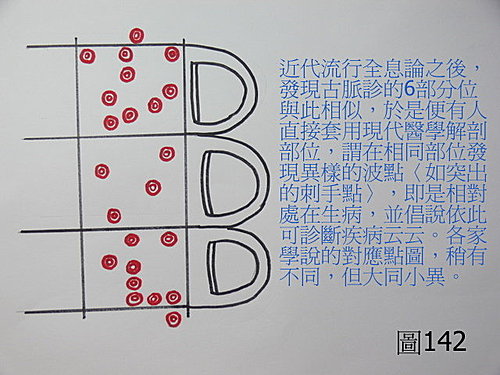 近代流行全息論之後，
發現古脈診的6部分位
與此相似，於是便有人
直接套用現代醫學解剖
部位，謂在相同部位發
現異樣的波點〈如突出
的刺手點〉，即是相對
處在生病，並倡說依此
可診斷疾病云云。各家
學說的對應點圖，稍有
不同，但大同小異。
圖142